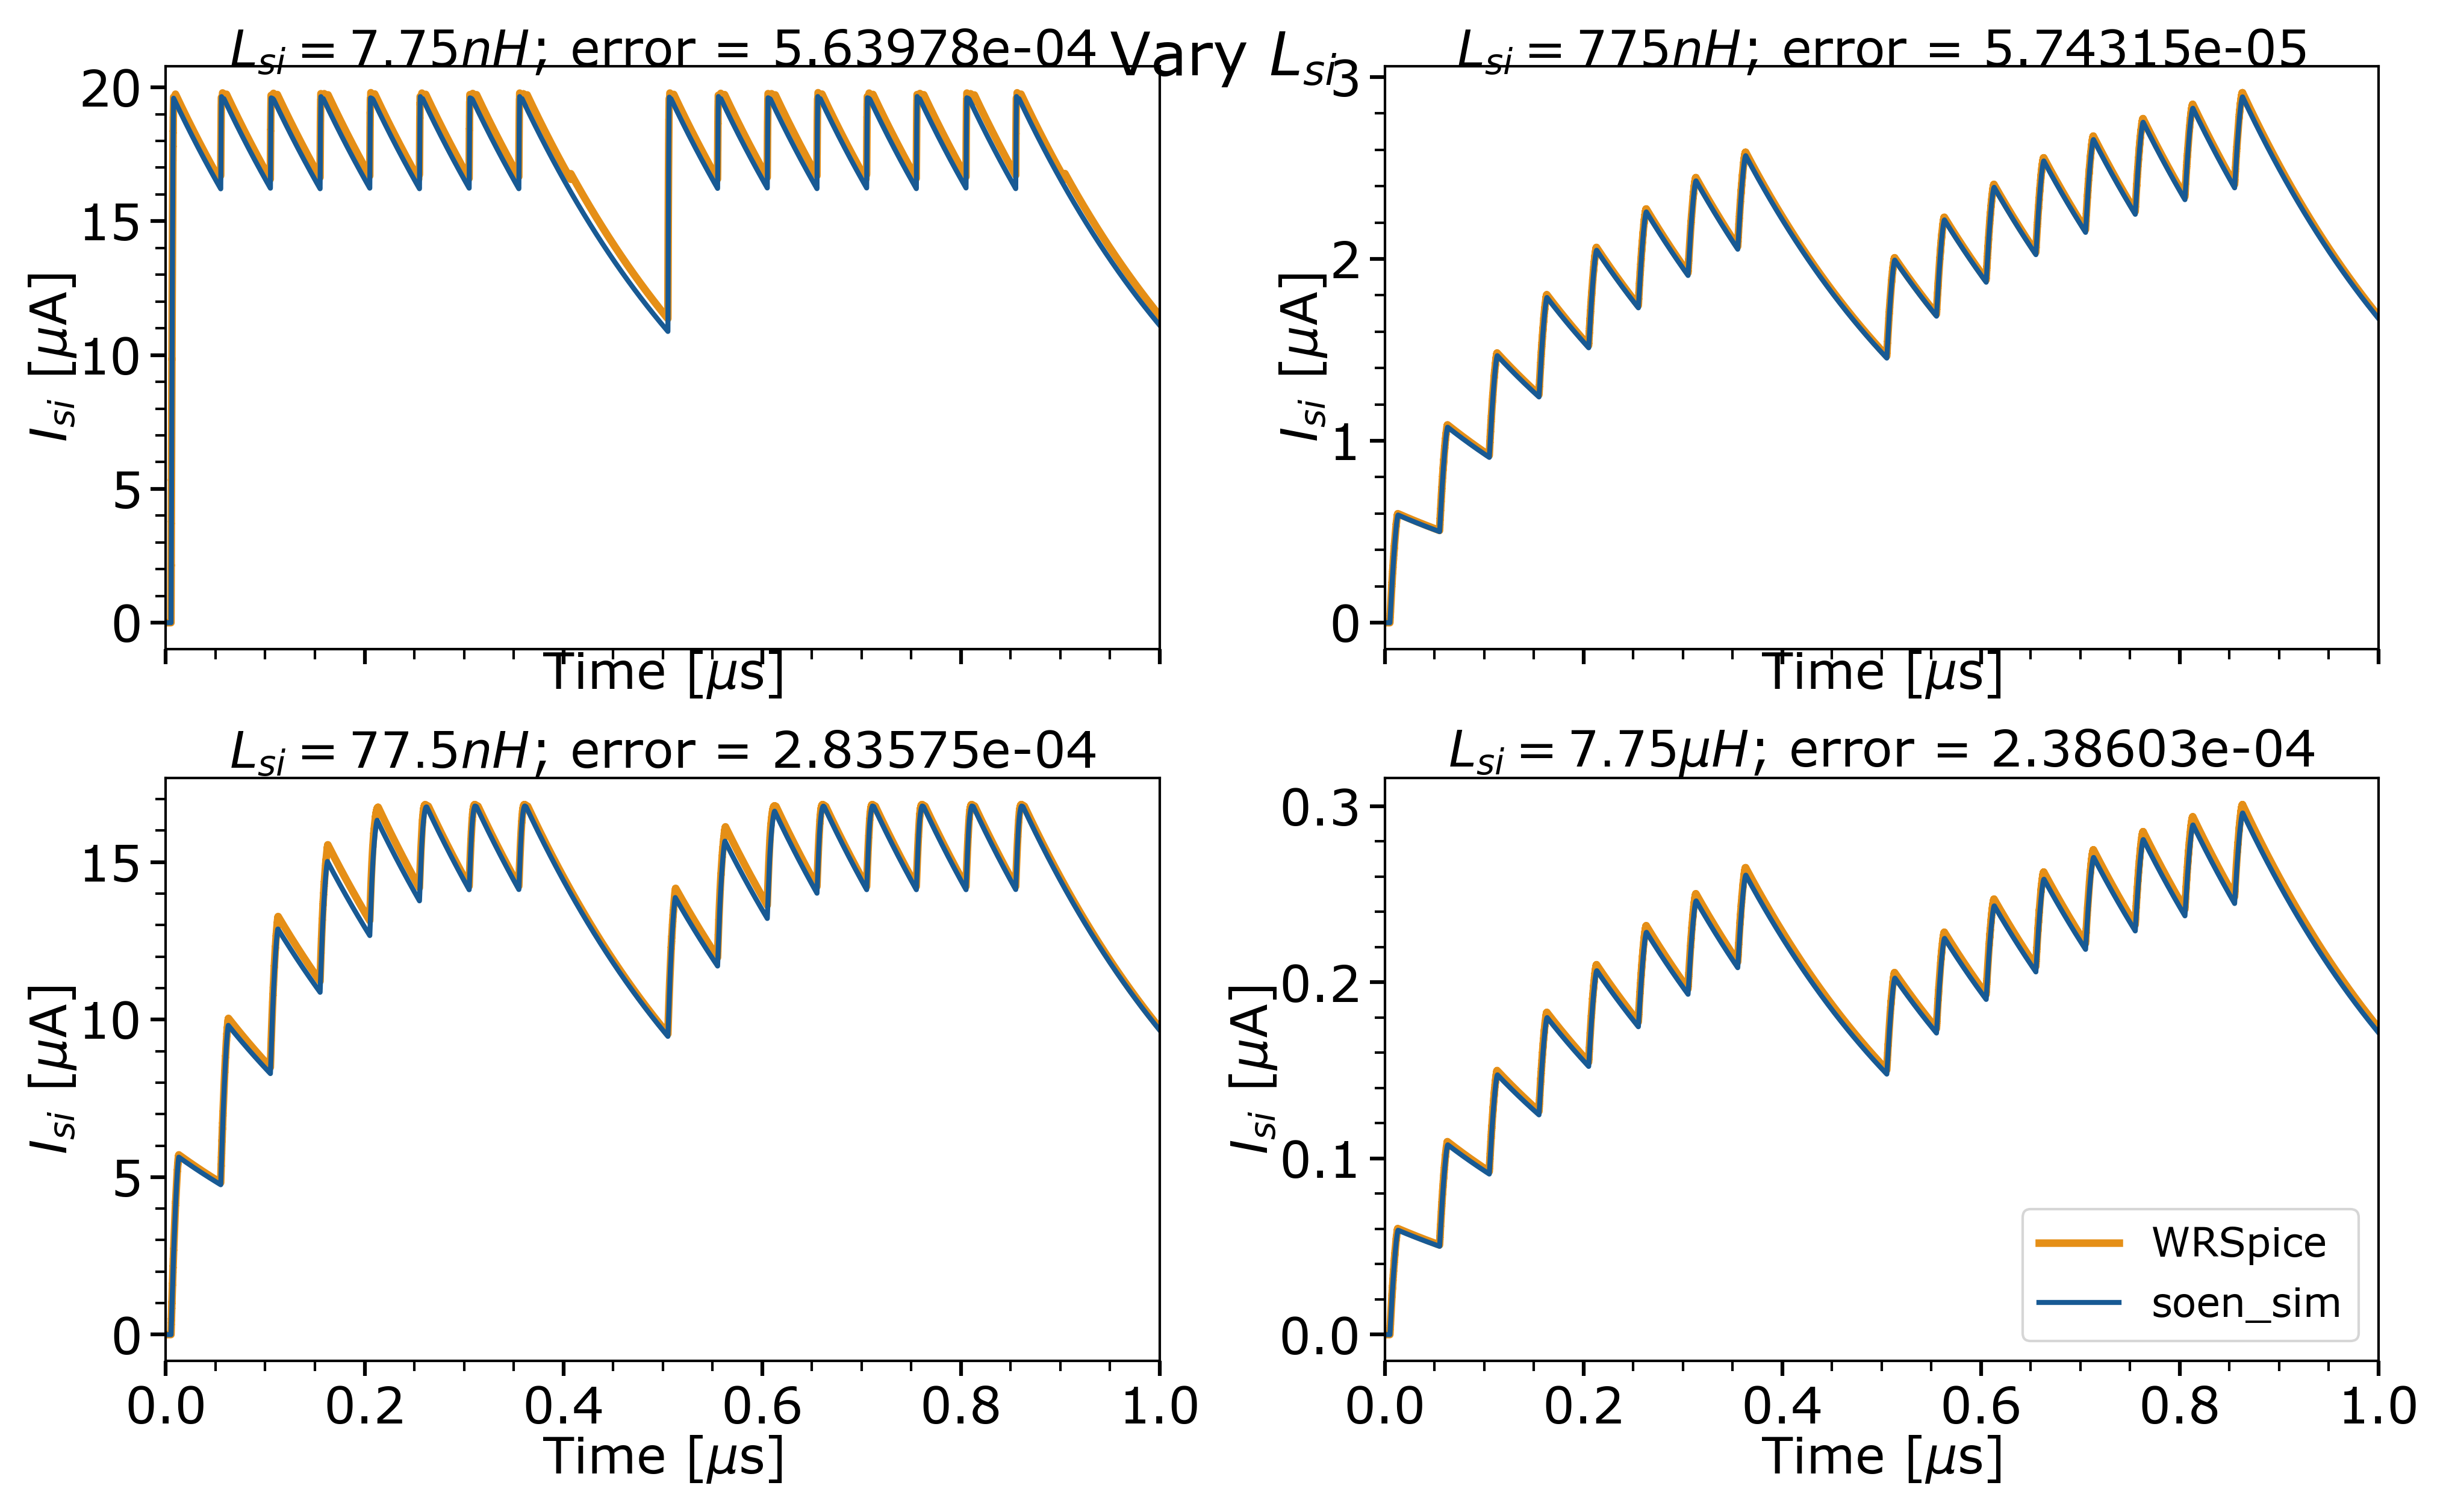 Vary L_si
L_si = 7.75nH; error = 5.63978e-04
20
15
10
5
0
I_si [μA]
Time [μs]
L_si = 775nH; error = 5.74315e-05
3
2
1
0
I_si [μA]
Time [μs]
L_si = 77.5nH; error = 2.83575e-04
15
10
5
0
I_si [μA]
0.0 0.2 0.4 0.6 0.8 1.0
Time [μs]
L_si = 7.75μH; error = 2.38603e-04
0.3
0.2
0.1
0.0
I_si [μA]
WRSpice
soen_sim
0.0 0.2 0.4 0.6 0.8 1.0
Time [μs]